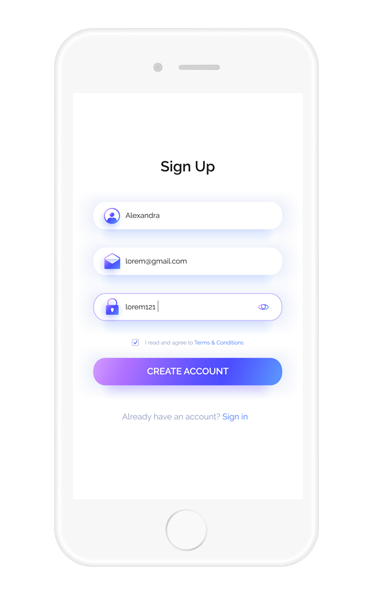 Sign Up
Alexandra
lorem@gmail.com
lorem121
I read and agree to Terms & Conditions
CREATE ACCOUNT
Already have an account? Sign in